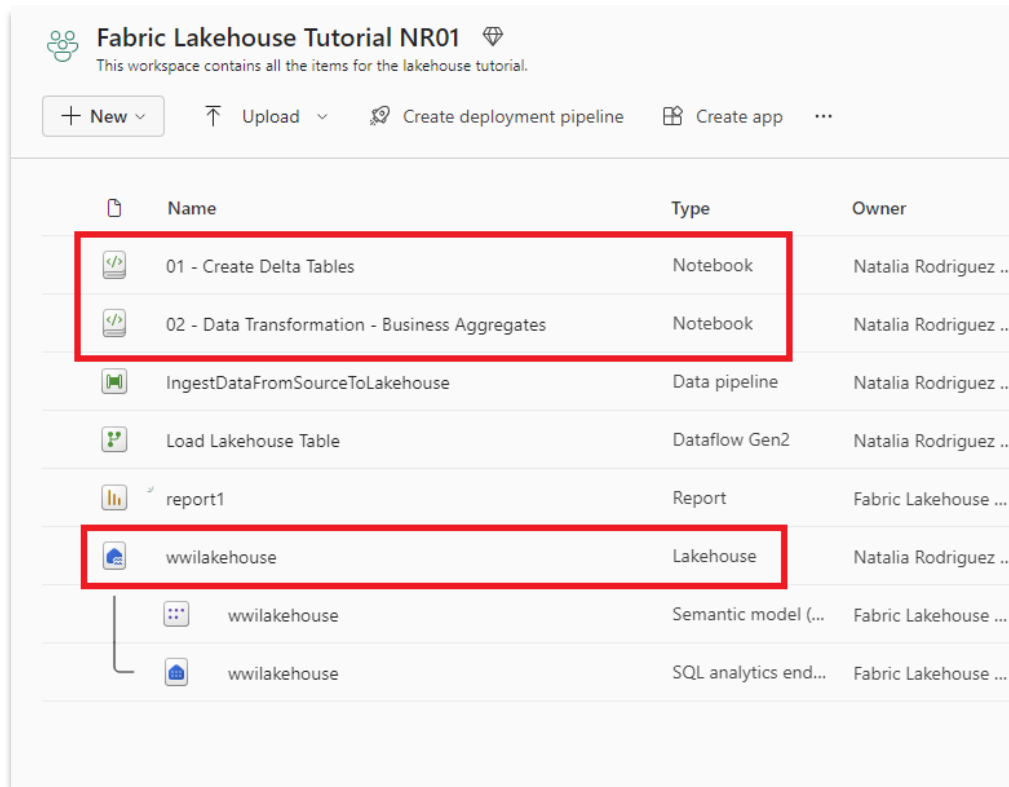 Fabric Lakehouse Tutorial NR01
This workspace contains all the items for the lakehouse tutorial.
New Upload Create deployment pipeline Create app ...
Name Type Owner
01 - Create Delta Tables Notebook Natalia Rodriguez ...
02 - Data Transformation - Business Aggregates Notebook Natalia Rodriguez ...
IngestDataFromSourceToLakehouse Data pipeline Natalia Rodriguez ...
Load Lakehouse Table Dataflow Gen2 Natalia Rodriguez ...
report1 Report Fabric Lakehouse ...
wwilakehouse Lakehouse Natalia Rodriguez ...
wwilakehouse Semantic model (... Fabric Lakehouse ...
wwilakehouse SQL analytics end... Fabric Lakehouse ...